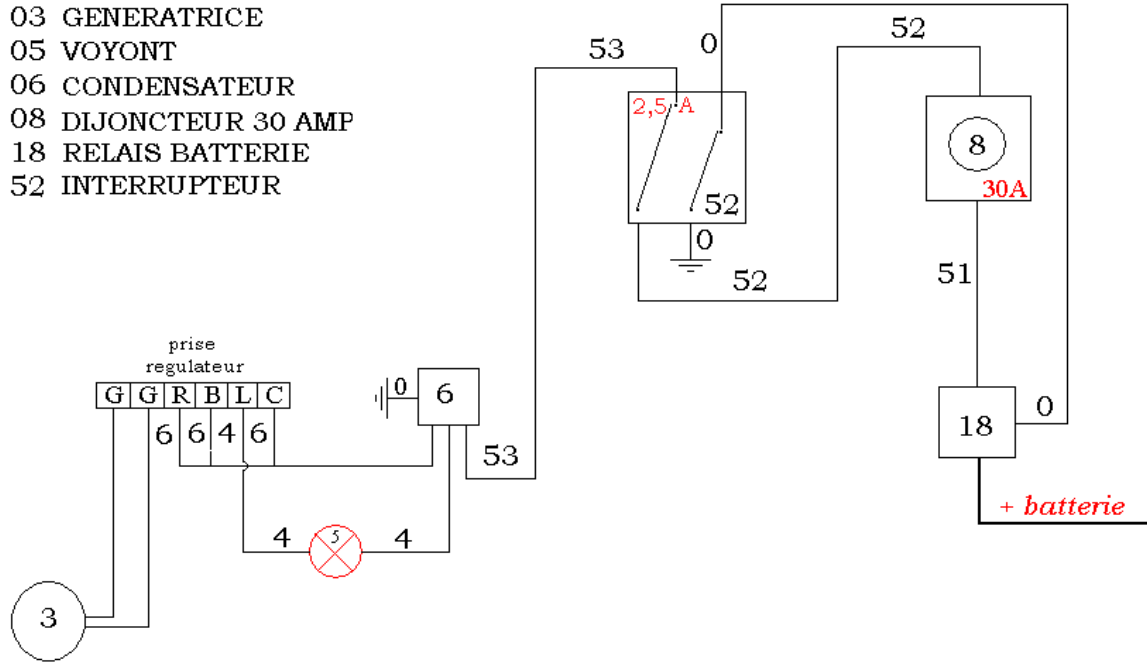 03 GENERATRICE
05 VOYONT
06 CONDENSATEUR
08 DIJONCTEUR 30 AMP
18 RELAIS BATTERIE
52 INTERRUPTEUR
53
0
52
2,5 A
8
30A
52
0
52
51
prise
regulateur
G G R B L C
6 6 4 6
0
6
53
18
0
+ batterie
4
5
4
3